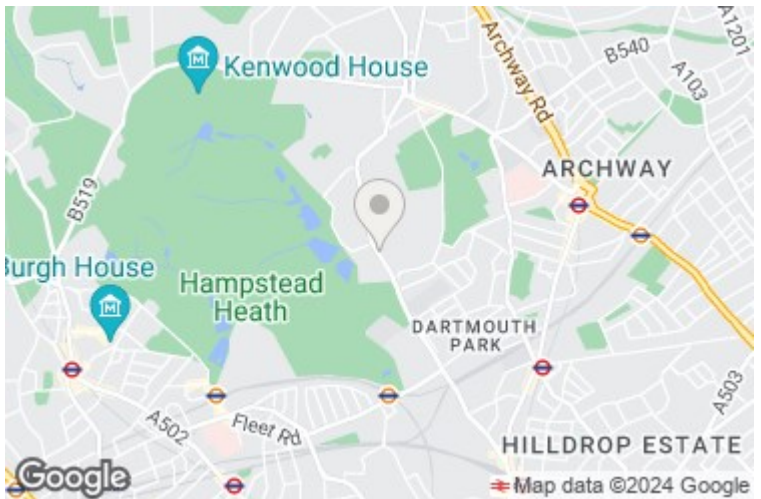 A1201
B540
Archway Rd
A103
Kenwood House
ARCHWAY
B519
Burgh House
Hampstead
Heath
DARTMOUTH
PARK
A502
Fleet Rd
A503
HILLDROP ESTATE
Google
Map data ©2024 Google